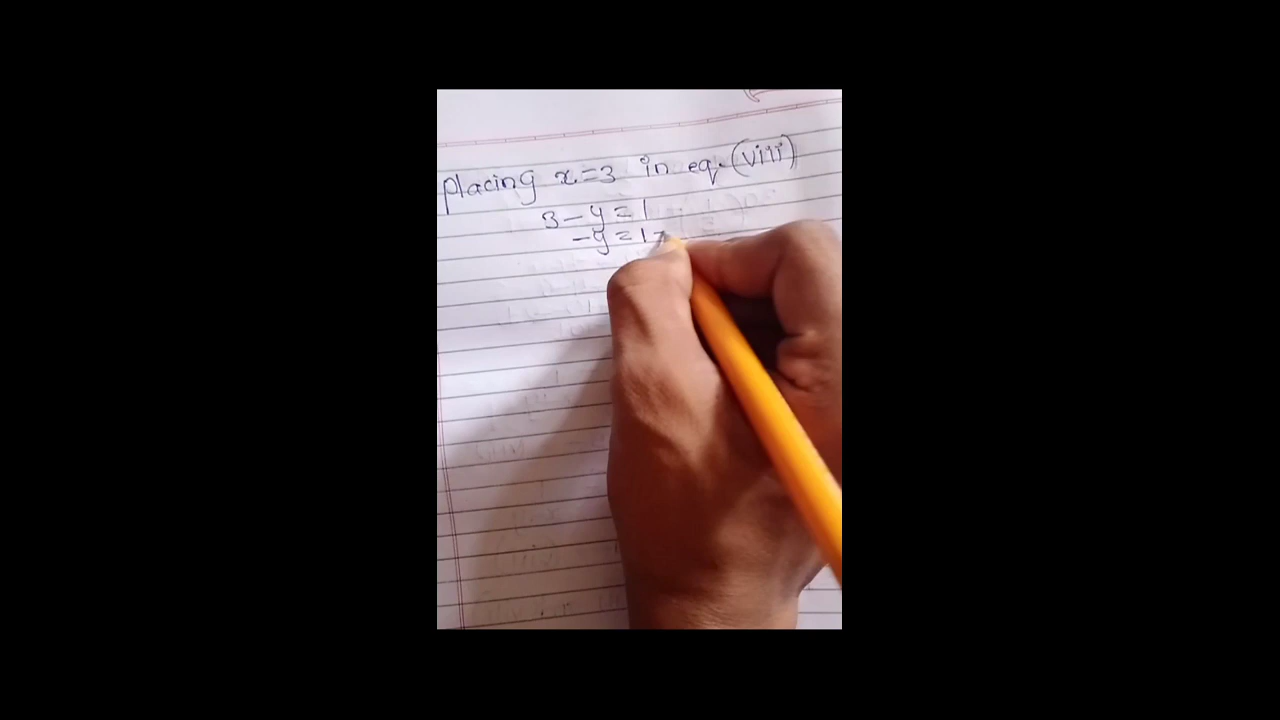 placing x=3 in eq.(viii)
3-y=1
-y=1-